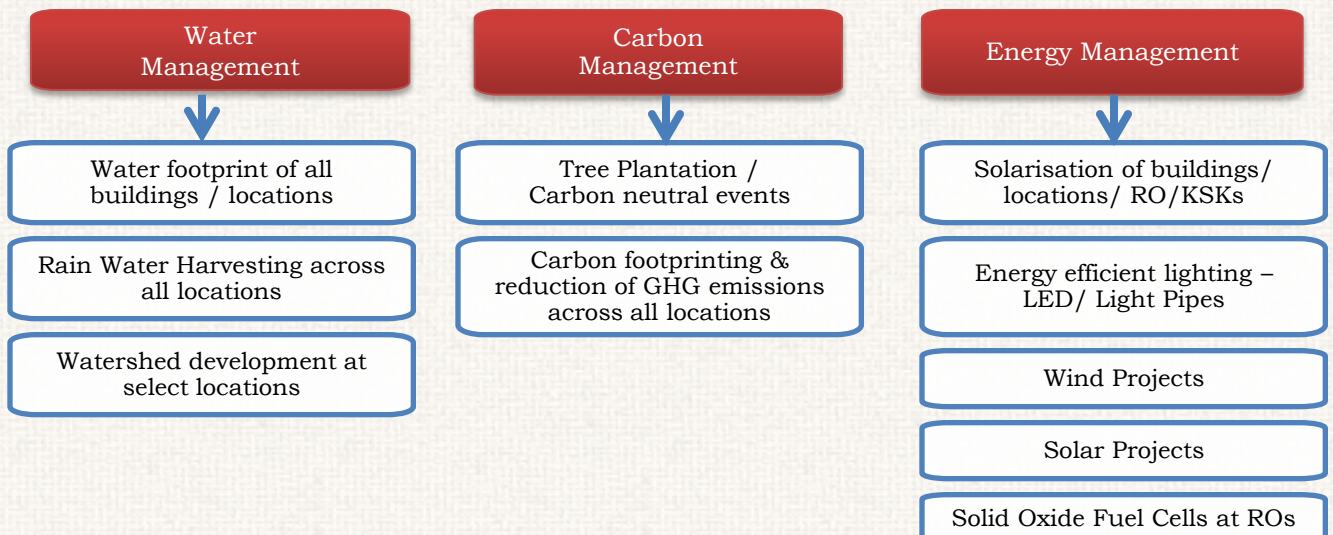 Water
Management
Water footprint of all
buildings / locations
Rain Water Harvesting across
all locations
Watershed development at
select locations
Carbon
Management
Tree Plantation /
Carbon neutral events
Carbon footprinting &
reduction of GHG emissions
across all locations
Energy Management
Solarisation of buildings/
locations/ RO/KSKs
Energy efficient lighting –
LED/ Light Pipes
Wind Projects
Solar Projects
Solid Oxide Fuel Cells at ROs